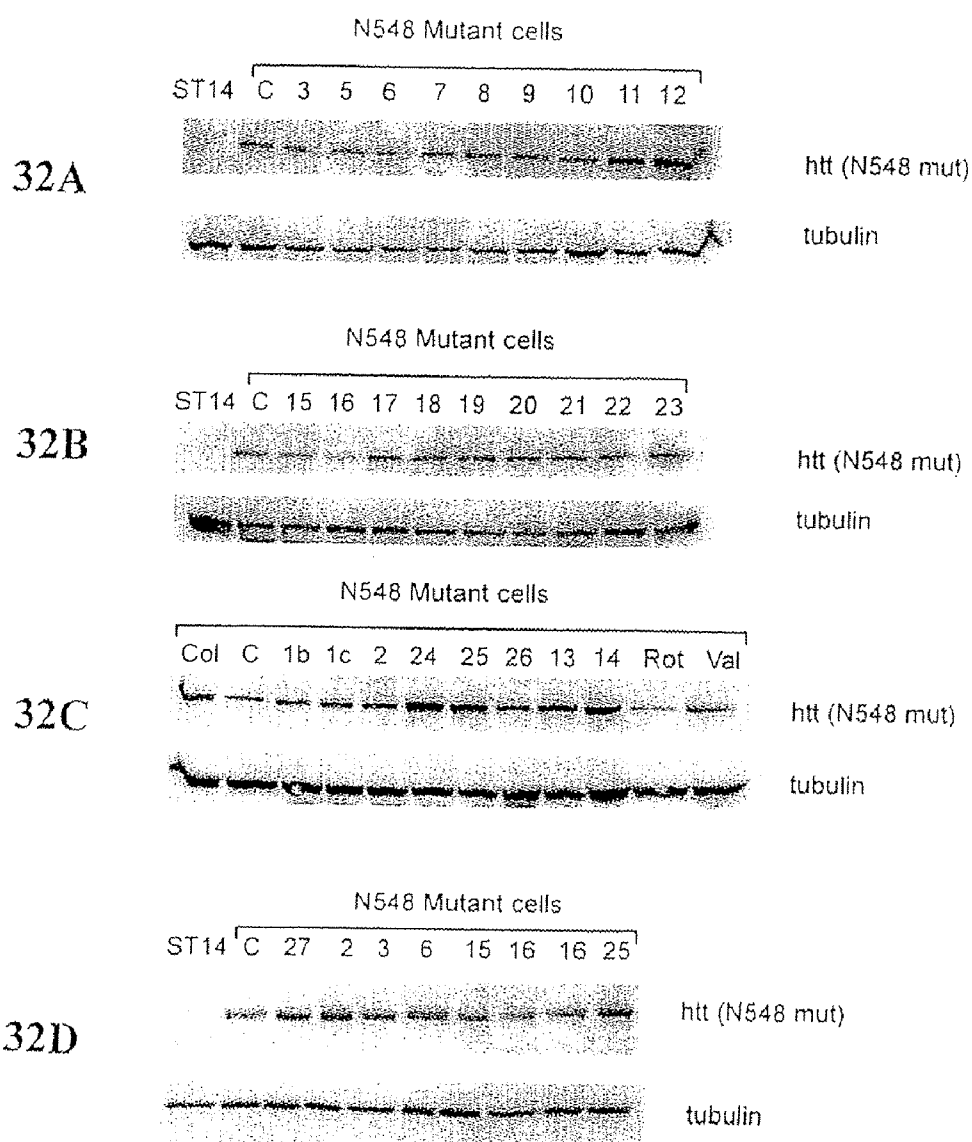 N548 Mutant cells
ST14 C 3 5 6 7 8 9 10 11 12
32A
htt (N548 mut)
tubulin
N548 Mutant cells
ST14 C 15 16 17 18 19 20 21 22 23
32B
htt (N548 mut)
tubulin
N548 Mutant cells
Col C 1b 1c 2 24 25 26 13 14 Rot Val
32C
htt (N548 mut)
tubulin
N548 Mutant cells
ST14 C 27 2 3 6 15 16 16 25
32D
htt (N548 mut)
tubulin